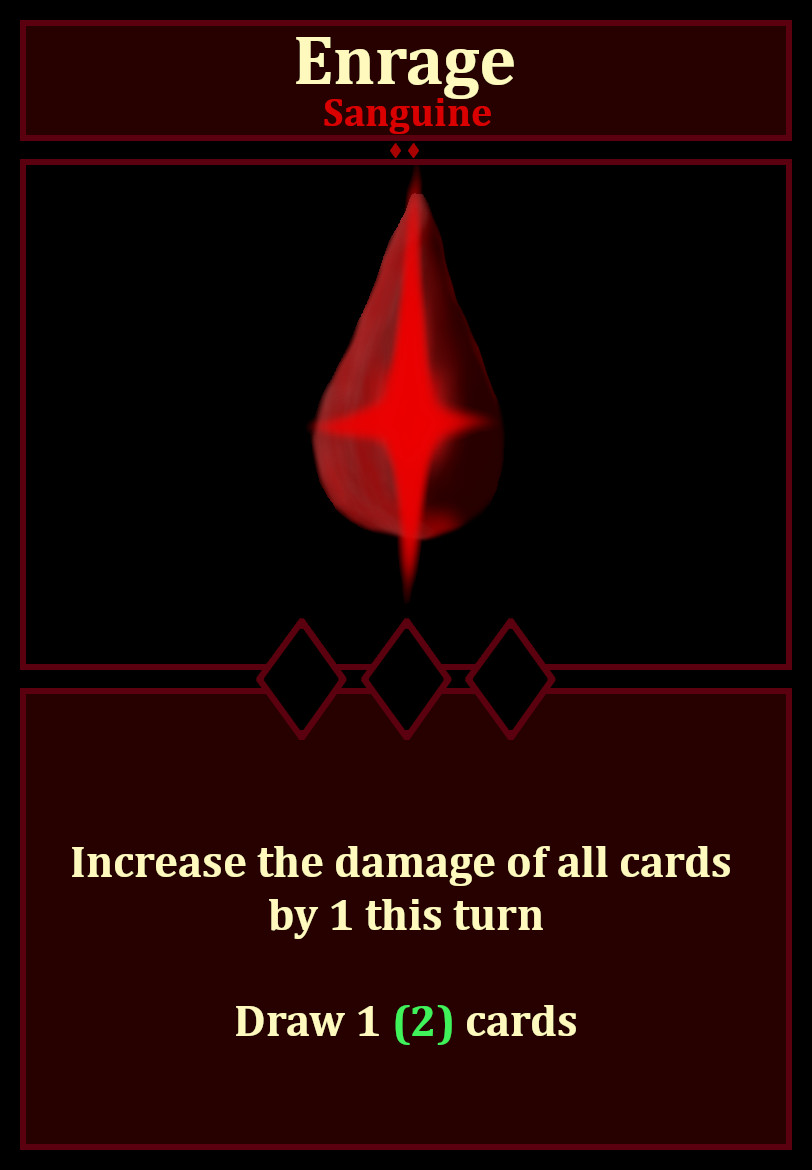 Enrage
Sanguine
Increase the damage of all cards
by 1 this turn
Draw 1 (2) cards